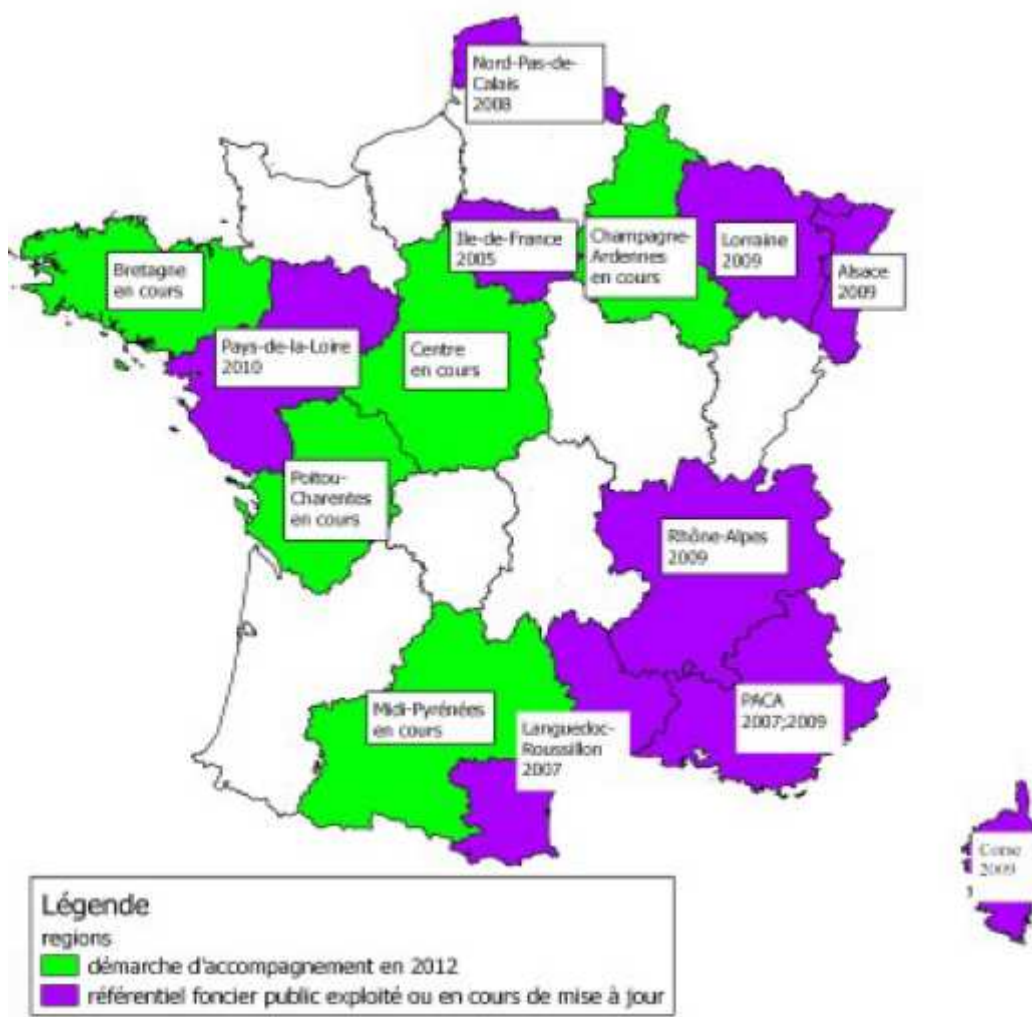 Nord-Pas-de-
Calais
2008
Ile-de-France
2005
Champagne-
Ardennes
en cours
Lorraine
2009
Alsace
2009
Bretagne
en cours
Pays-de-la-Loire
2010
Centre
en cours
Poitou-
Charentes
en cours
Rhône-Alpes
2009
Midi-Pyrénées
en cours
Languedoc-
Roussillon
2007
PACA
2007;2009
Corse
2009
Légende
regions
démarche d'accompagnement en 2012
référentiel foncier public exploité ou en cours de mise à jour